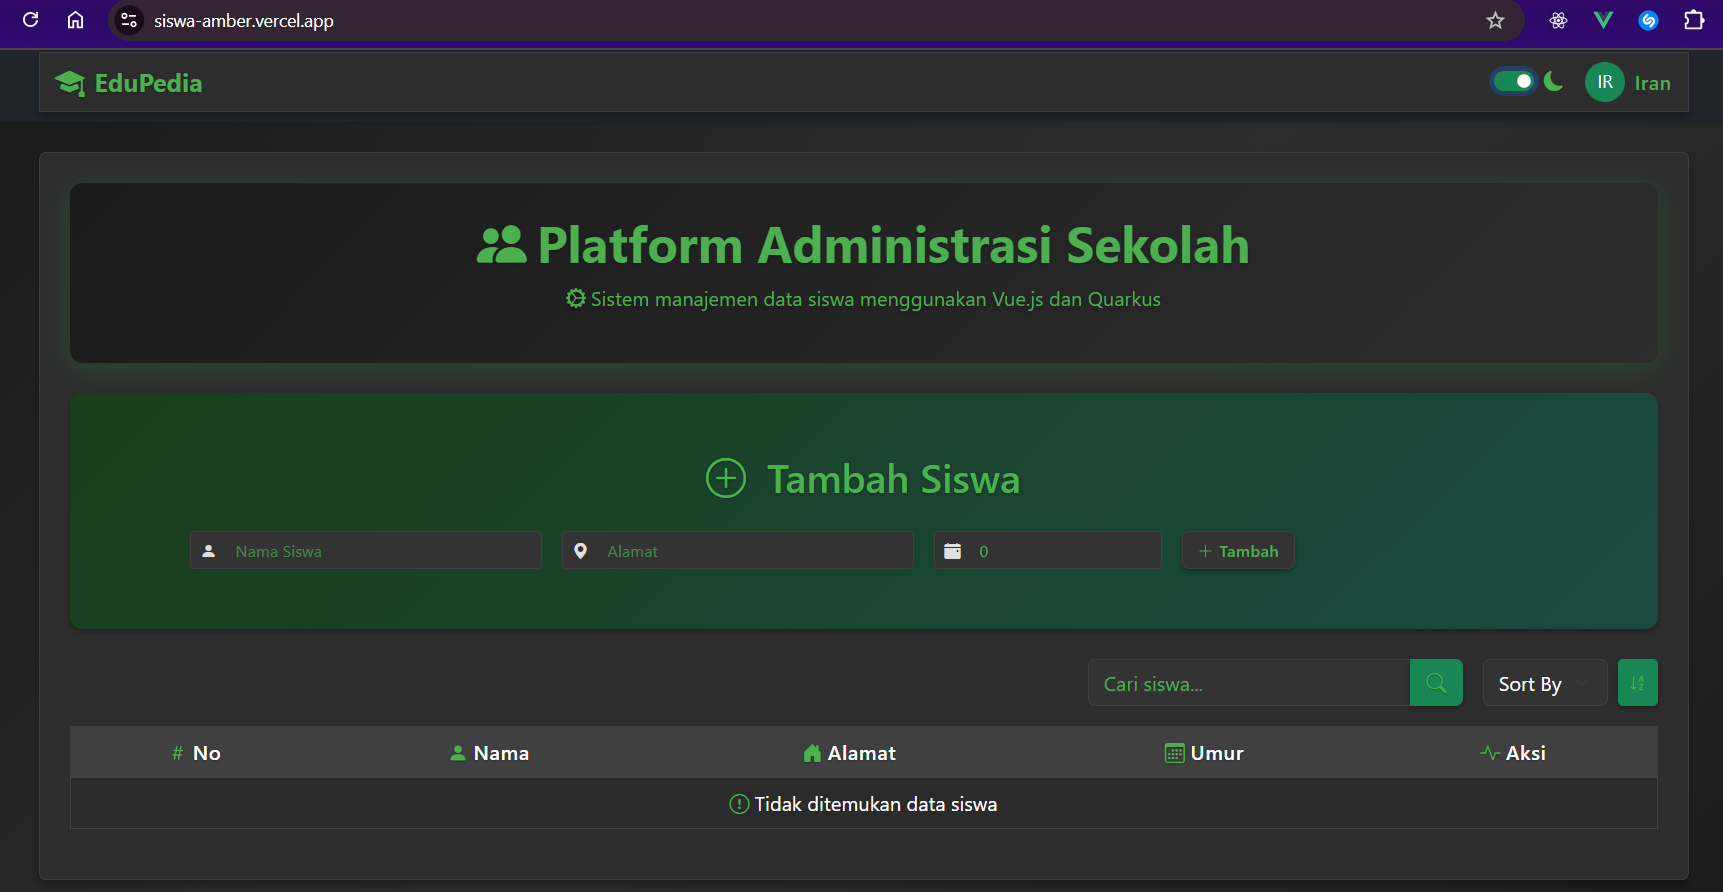 siswa-amber.vercel.app
EduPedia
IR Iran
Platform Administrasi Sekolah
Sistem manajemen data siswa menggunakan Vue.js dan Quarkus
Tambah Siswa
Nama Siswa Alamat 0 + Tambah
Cari siswa... Sort By
# No Nama Alamat Umur Aksi
Tidak ditemukan data siswa